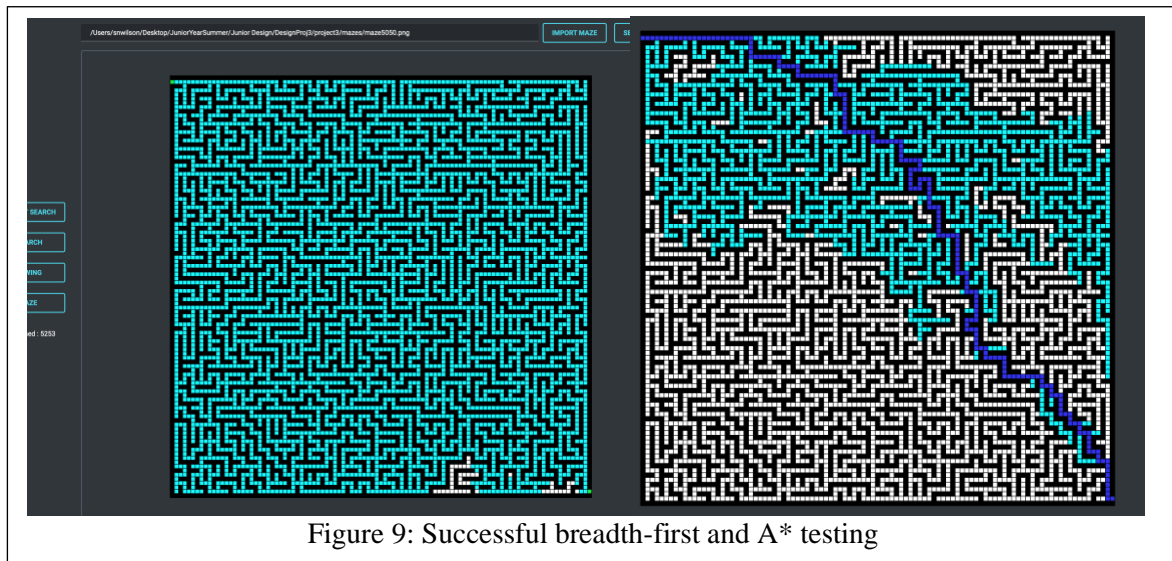 /Users/snwilson/Desktop/JuniorYearSummer/Junior Design/DesignProj3/project3/mazes/maze5050.png
IMPORT MAZE
SE
SEARCH
ARCH
WING
AZE
ed : 5253
Figure 9: Successful breadth-first and A* testing